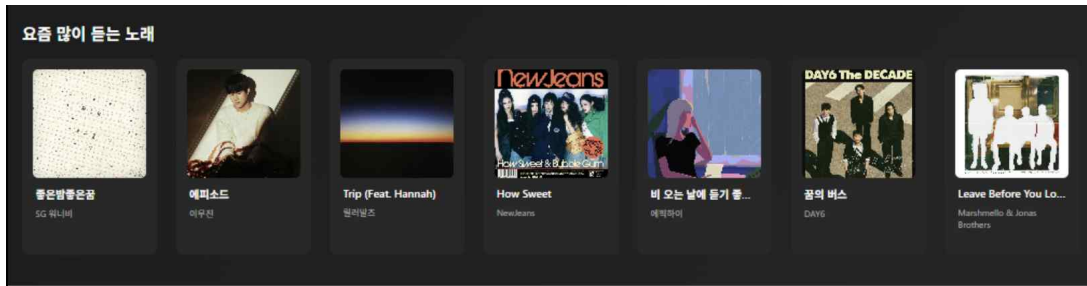 요즘 많이 듣는 노래
NewJeans
How Sweet & Bubble Gum
DAY6 The DECADE
좋은밤좋은꿈
SG 워너비
에피소드
이무진
Trip (Feat. Hannah)
릴러말즈
How Sweet
NewJeans
비 오는 날에 듣기 좋...
에픽하이
꿈의 버스
DAY6
Leave Before You Lo...
Marshmello & Jonas
Brothers